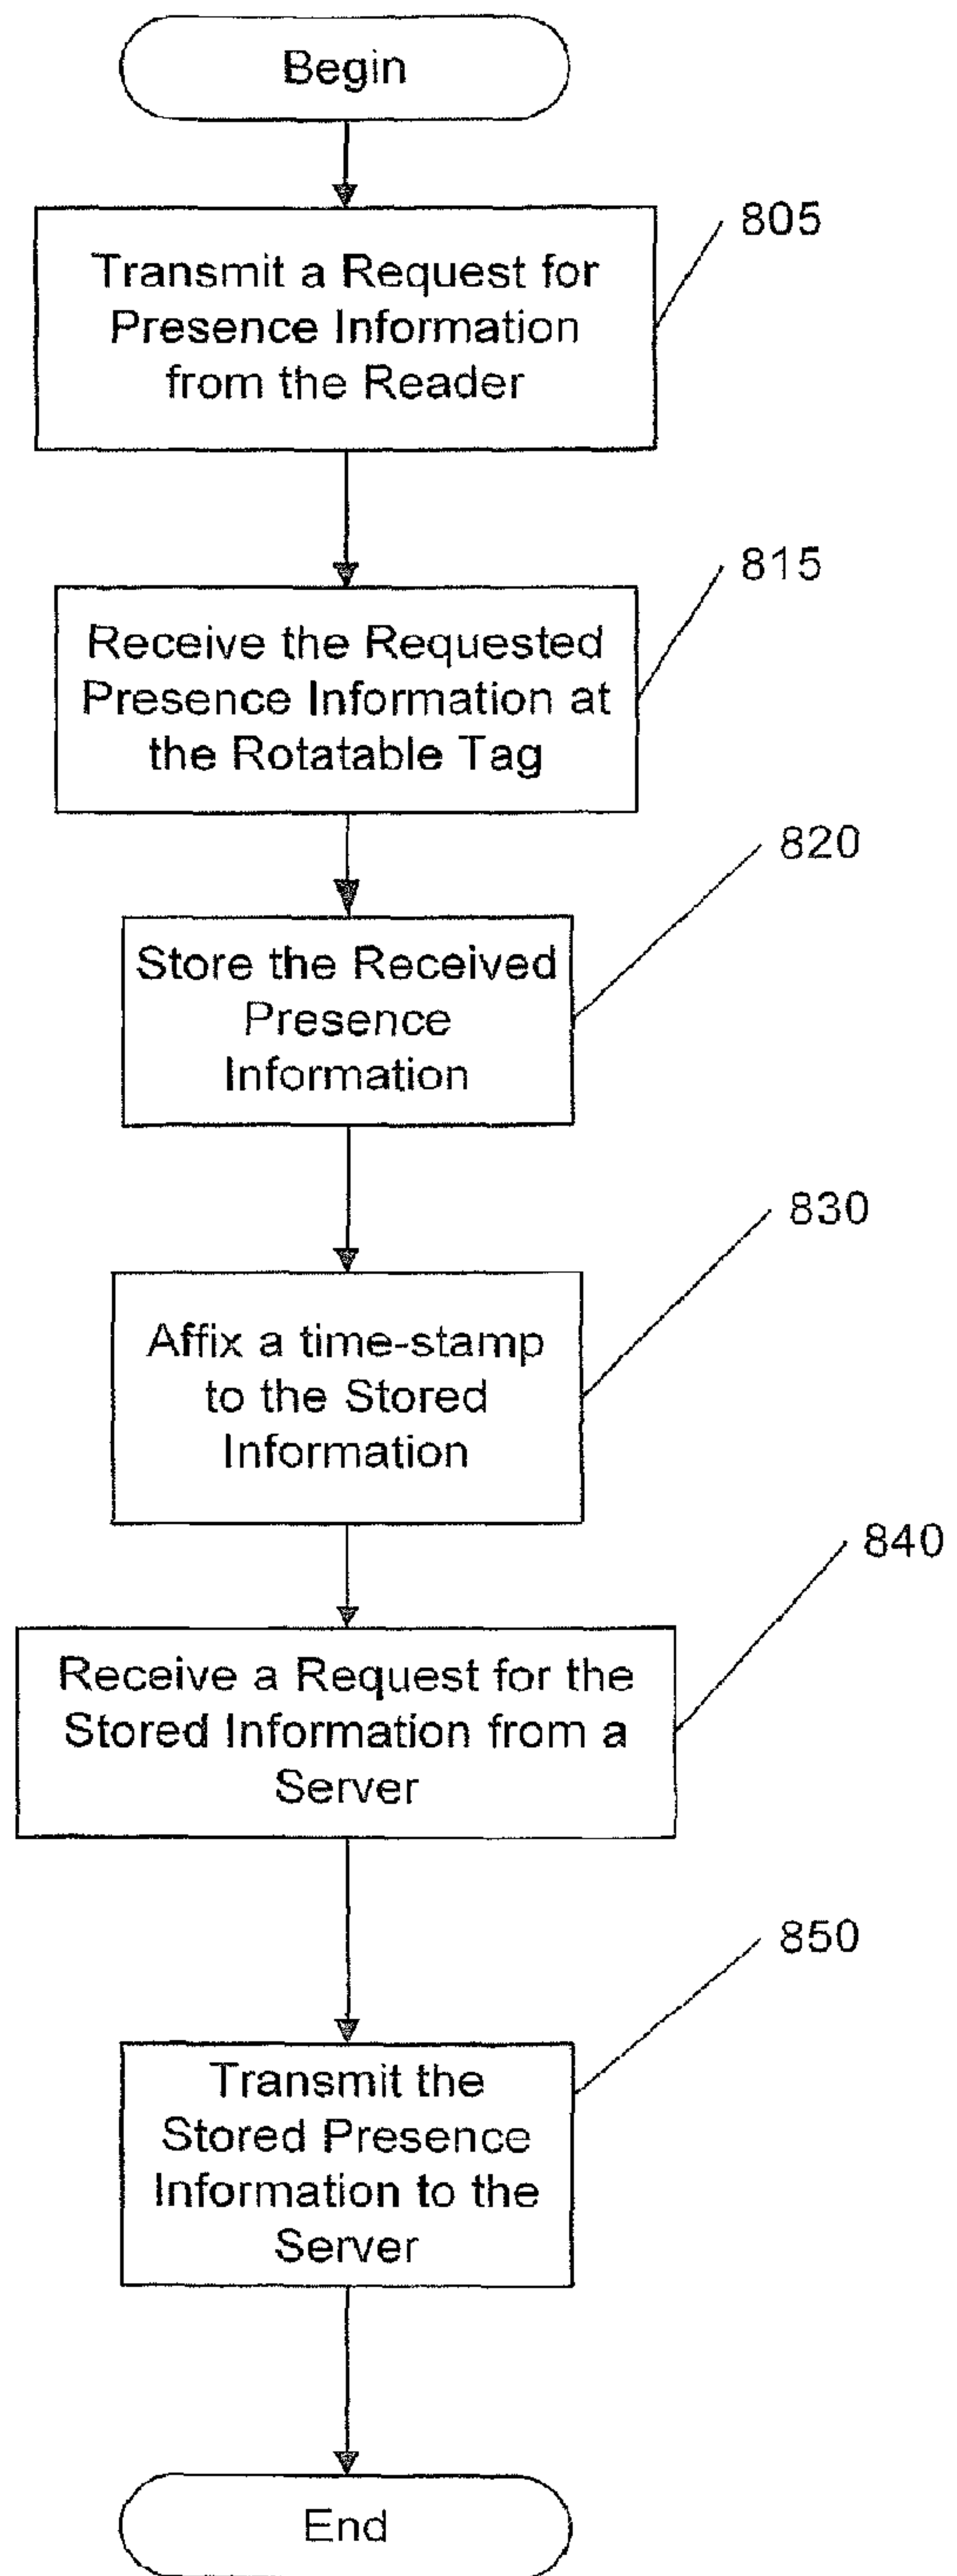 Begin
805
Transmit a Request for
Presence Information
from the Reader
815
Receive the Requested
Presence Information at
the Rotatable Tag
820
Store the Received
Presence
Information
830
Affix a time-stamp
to the Stored
Information
840
Receive a Request for the
Stored Information from a
Server
850
Transmit the
Stored Presence
Information to the
Server
End